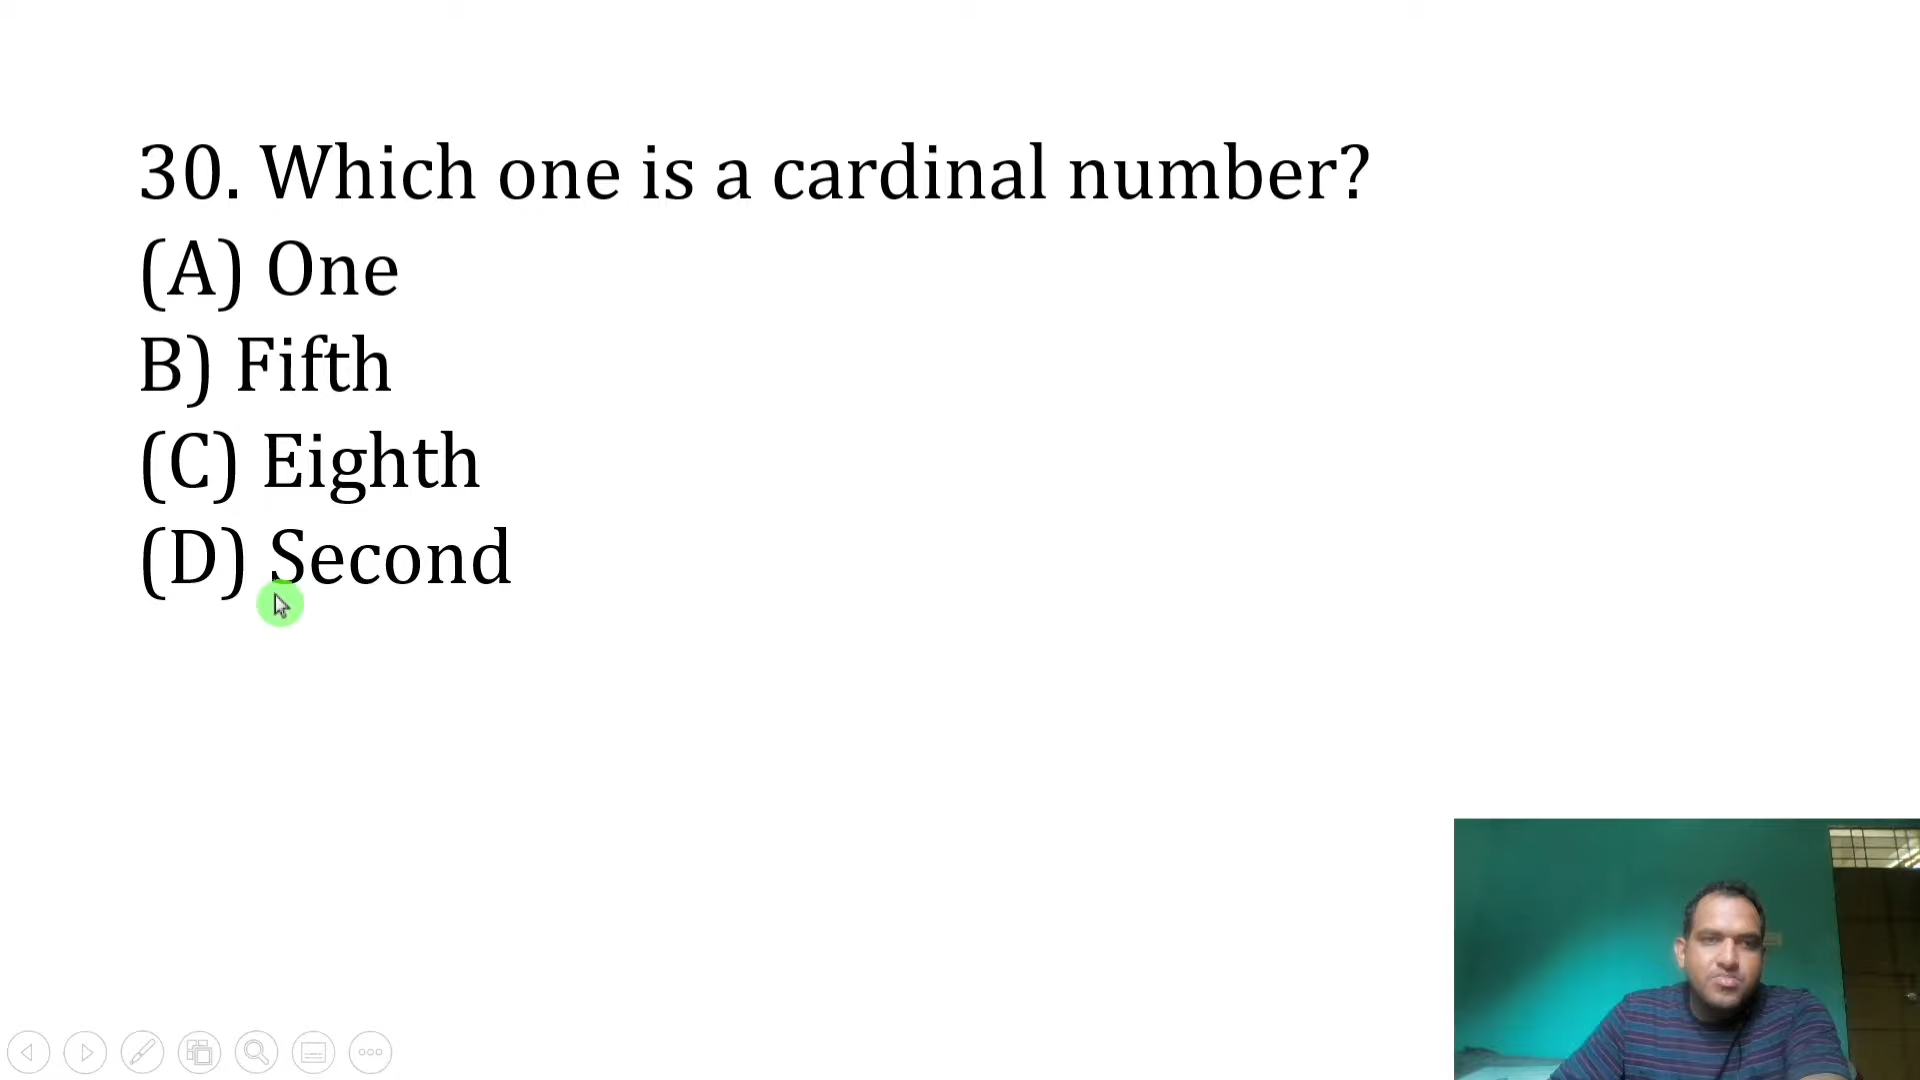 30. Which one is a cardinal number?
(A) One
B) Fifth
(C) Eighth
(D) Second